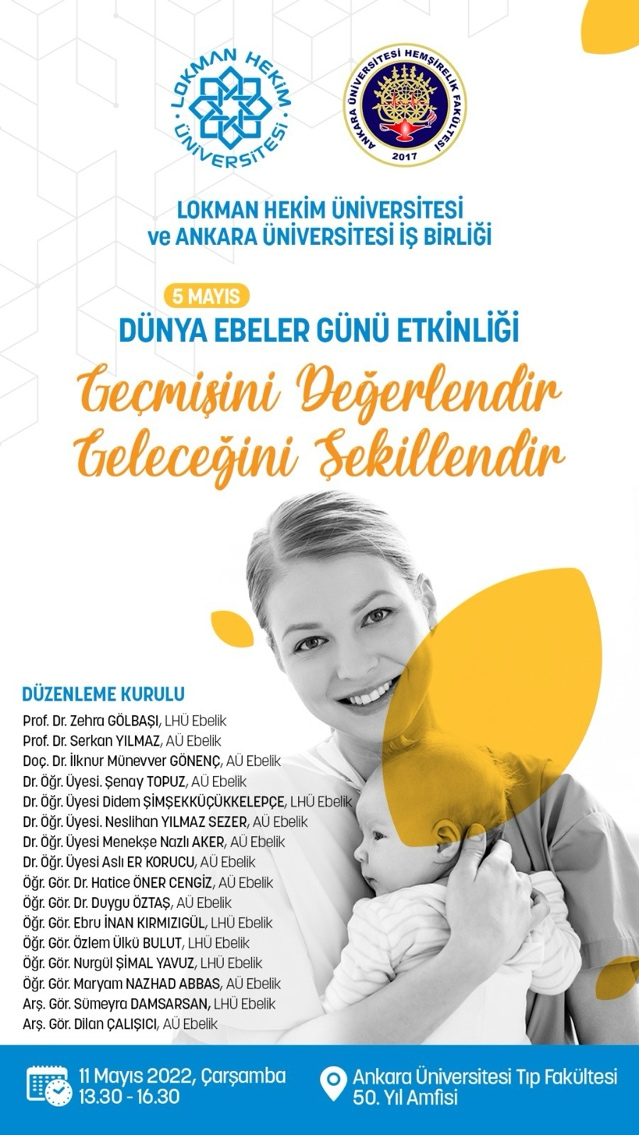 LOKMAN HEKİM ÜNİVERSİTESİ
ANKARA ÜNİVERSİTESİ HEMŞİRELİK FAKÜLTESİ
2017
LOKMAN HEKİM ÜNİVERSİTESİ
ve ANKARA ÜNİVERSİTESİ İŞ BİRLİĞİ
5 MAYIS
DÜNYA EBELER GÜNÜ ETKİNLİĞİ
Geçmişini Değerlendir
Geleceğini Şekillendir
DÜZENLEME KURULU
Prof. Dr. Zehra GÖLBAŞI, LHÜ Ebelik
Prof. Dr. Serkan YILMAZ, AÜ Ebelik
Doç. Dr. İlknur Münevver GÖNENÇ, AÜ Ebelik
Dr. Öğr. Üyesi. Şenay TOPUZ, AÜ Ebelik
Dr. Öğr. Üyesi Didem ŞİMŞEKKÜÇÜKKELEPÇE, LHÜ Ebelik
Dr. Öğr. Üyesi. Neslihan YILMAZ SEZER, AÜ Ebelik
Dr. Öğr. Üyesi Menekşe Nazlı AKER, AÜ Ebelik
Dr. Öğr. Üyesi Aslı ER KORUCU, AÜ Ebelik
Öğr. Gör. Dr. Hatice ÖNER CENGİZ, AÜ Ebelik
Öğr. Gör. Dr. Duygu ÖZTAŞ, AÜ Ebelik
Öğr. Gör. Ebru İNAN KIRMIZIGÜL, LHÜ Ebelik
Öğr. Gör. Özlem Ülkü BULUT, LHÜ Ebelik
Öğr. Gör. Nurgül ŞİMAL YAVUZ, LHÜ Ebelik
Öğr. Gör. Maryam NAZHAD ABBAS, AÜ Ebelik
Arş. Gör. Sümeyra DAMSARSAN, LHÜ Ebelik
Arş. Gör. Dilan ÇALIŞICI, AÜ Ebelik
11 Mayıs 2022, Çarşamba
13.30 - 16.30
Ankara Üniversitesi Tıp Fakültesi
50. Yıl Amfisi